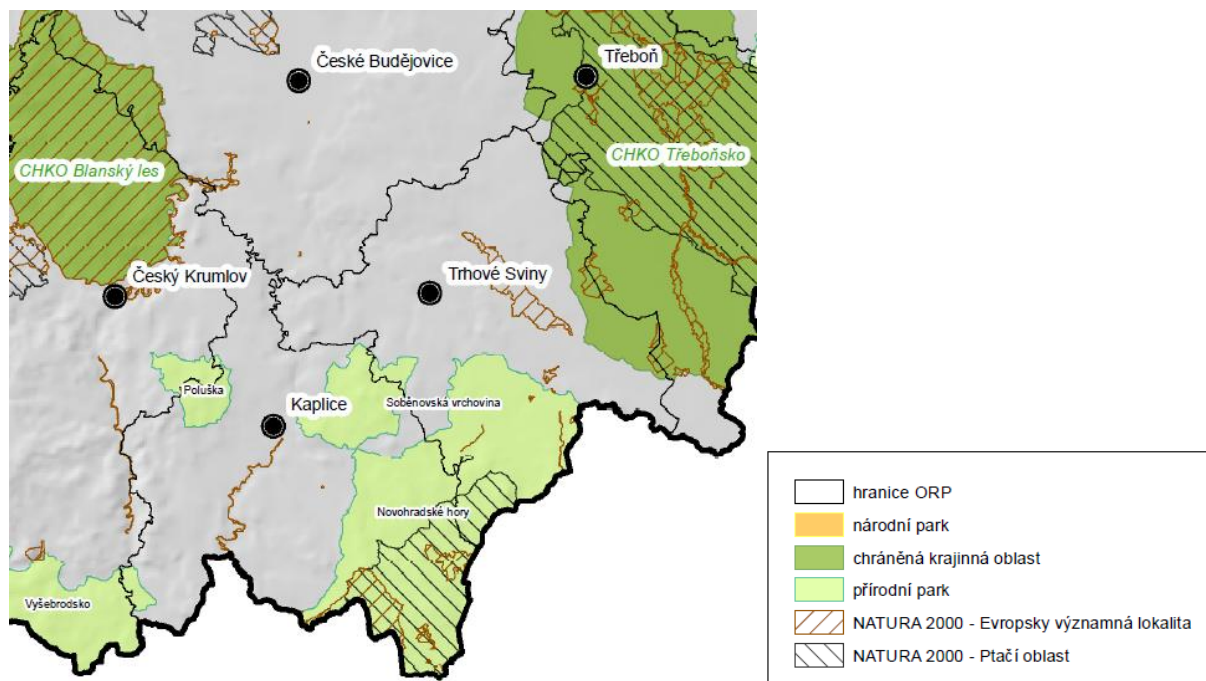 České Budějovice
Třeboň
CHKO Blanský les
CHKO Třeboňsko
Český Krumlov
Trhové Sviny
Poluška
Kaplice
Soběnovská vrchovina
Novohradské hory
Vyšebrodsko
hranice ORP
národní park
chráněná krajinná oblast
přírodní park
NATURA 2000 - Evropsky významná lokalita
NATURA 2000 - Ptačí oblast